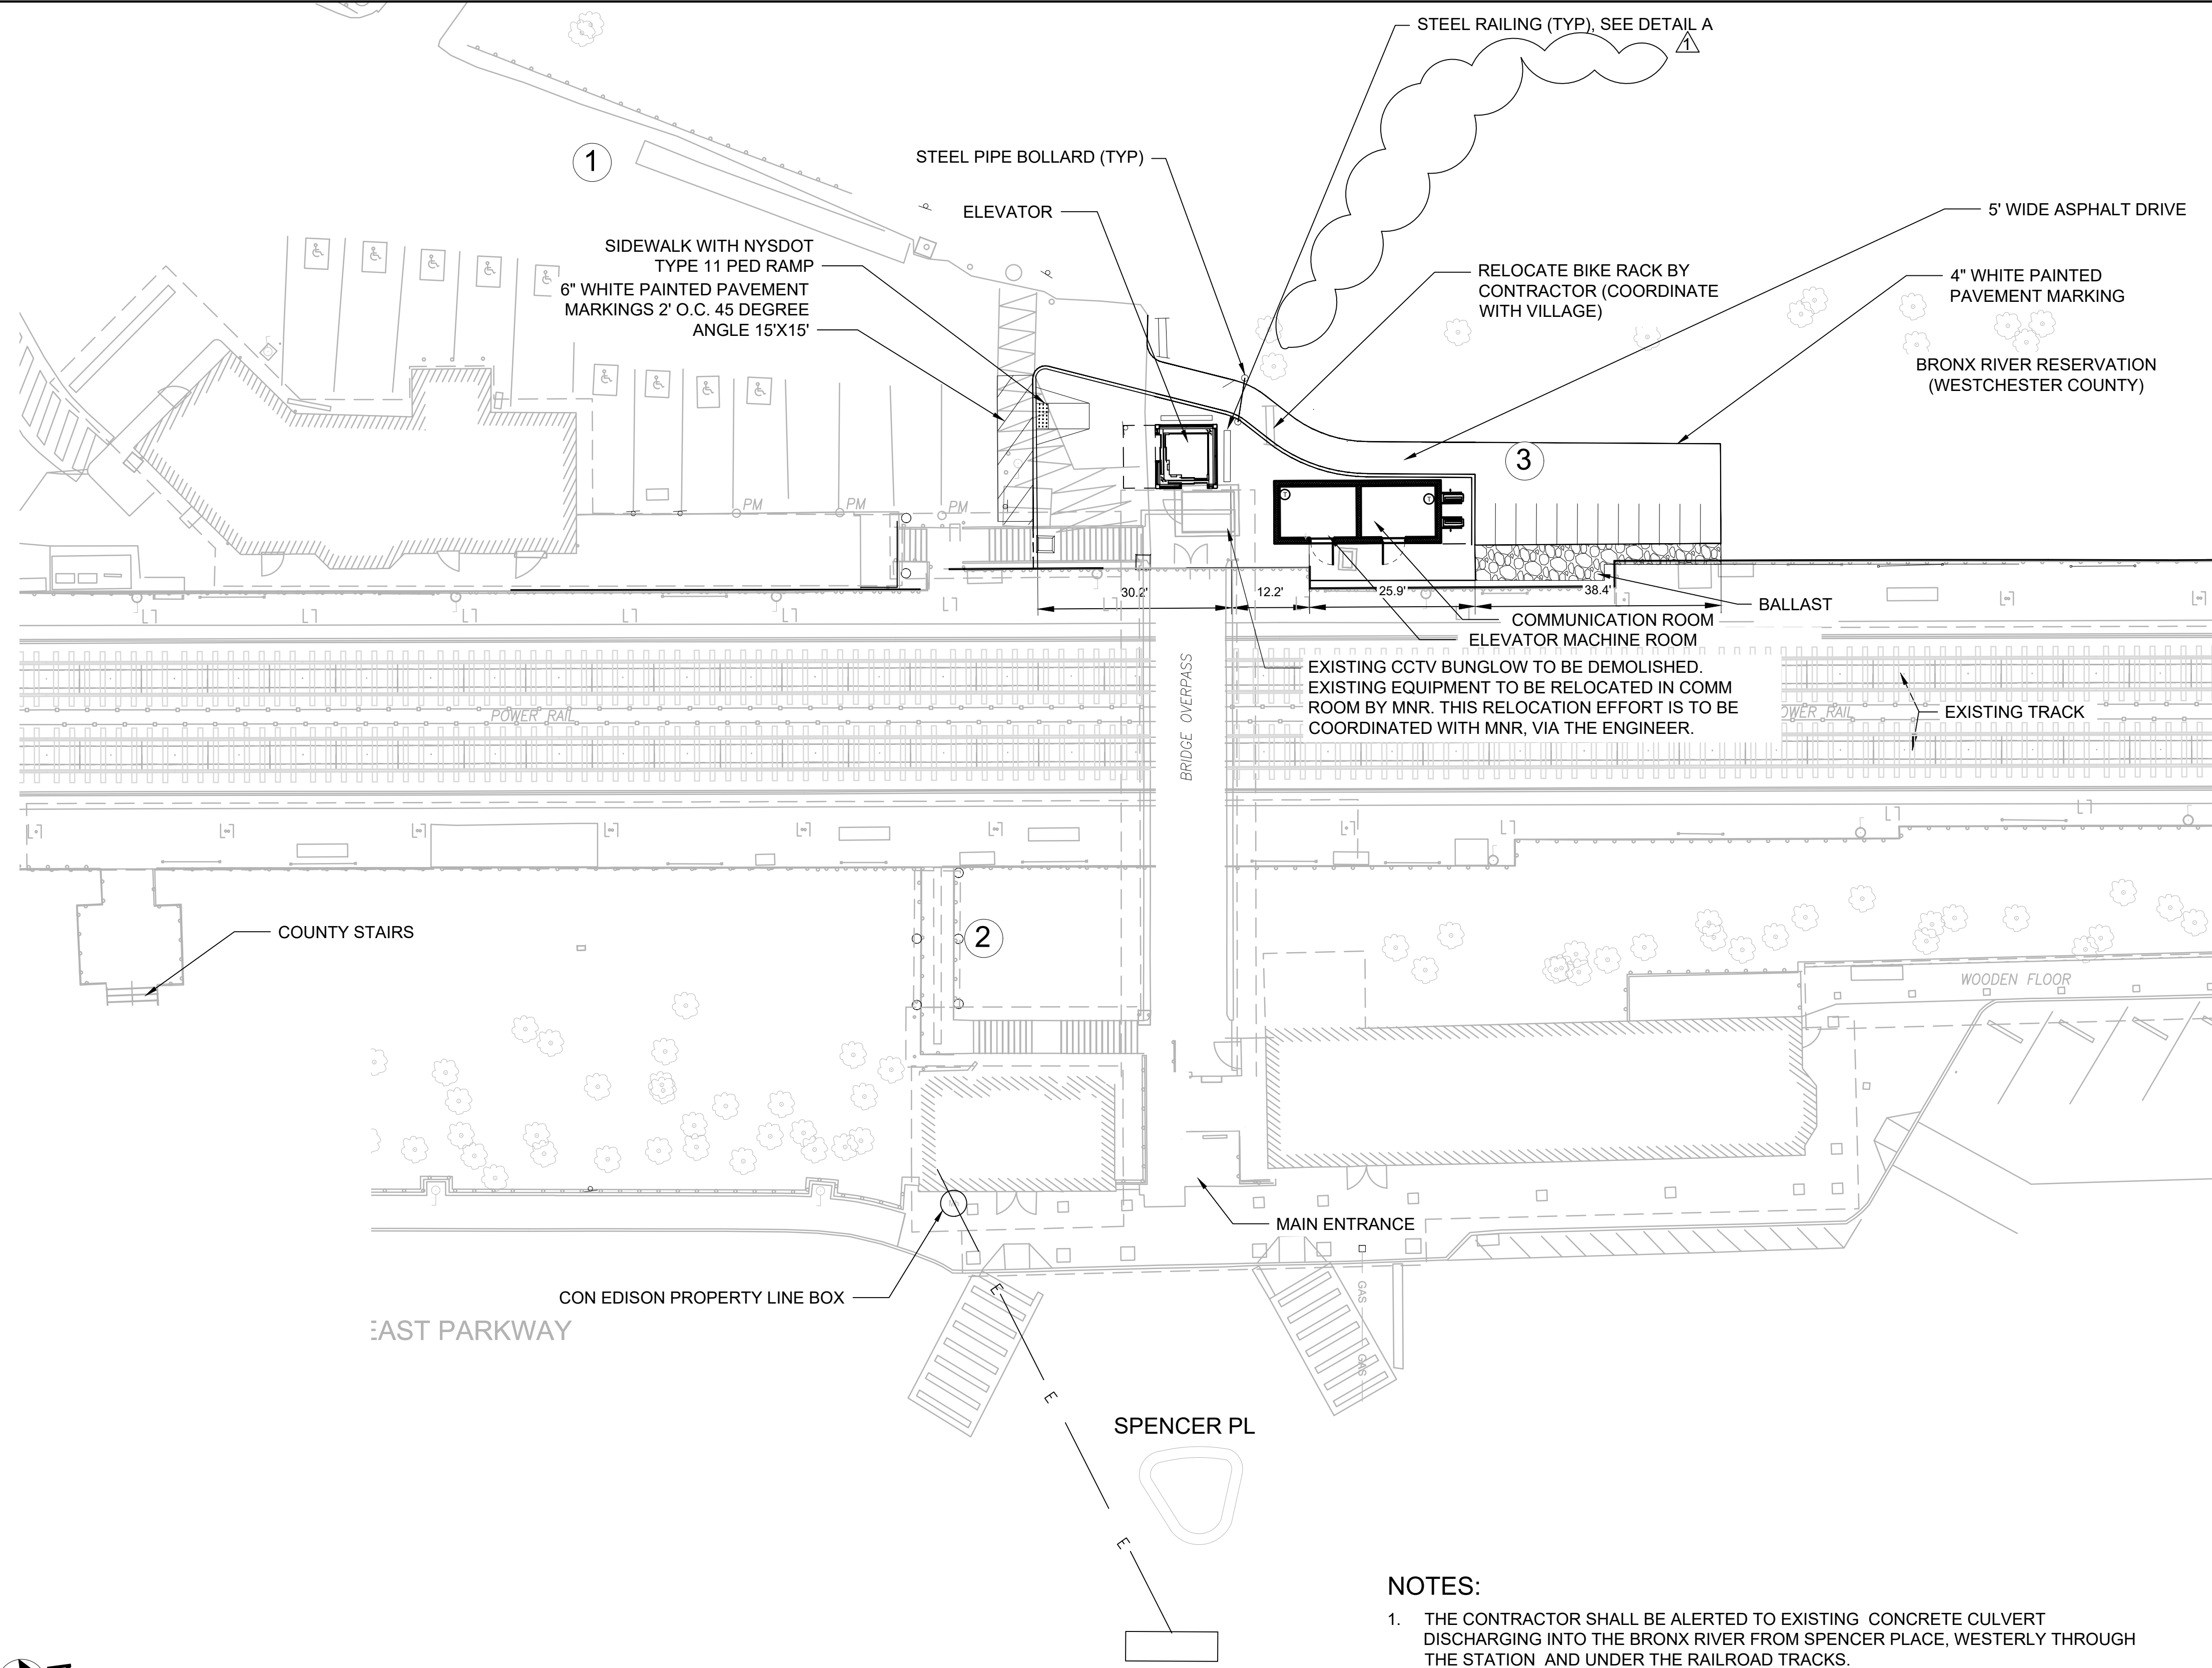 STEEL RAILING (TYP), SEE DETAIL A
1
STEEL PIPE BOLLARD (TYP)
1
ELEVATOR
5' WIDE ASPHALT DRIVE
SIDEWALK WITH NYSDOT
TYPE 11 PED RAMP
6" WHITE PAINTED PAVEMENT
MARKINGS 2' O.C. 45 DEGREE
ANGLE 15'X15'
RELOCATE BIKE RACK BY
CONTRACTOR (COORDINATE
WITH VILLAGE)
4" WHITE PAINTED
PAVEMENT MARKING
BRONX RIVER RESERVATION
(WESTCHESTER COUNTY)
3
T
T
PM
PM
PM
30.2'
12.2'
25.9'
38.4'
BALLAST
COMMUNICATION ROOM
ELEVATOR MACHINE ROOM
EXISTING CCTV BUNGLOW TO BE DEMOLISHED.
EXISTING EQUIPMENT TO BE RELOCATED IN COMM
ROOM BY MNR. THIS RELOCATION EFFORT IS TO BE
COORDINATED WITH MNR, VIA THE ENGINEER.
BRIDGE OVERPASS
POWER RAIL
OWER RAIL
EXISTING TRACK
COUNTY STAIRS
2
WOODEN FLOOR
MAIN ENTRANCE
CON EDISON PROPERTY LINE BOX
EAST PARKWAY
E
E
E
GAS
GAS
SPENCER PL
NOTES:
1. THE CONTRACTOR SHALL BE ALERTED TO EXISTING CONCRETE CULVERT
DISCHARGING INTO THE BRONX RIVER FROM SPENCER PLACE, WESTERLY THROUGH
THE STATION AND UNDER THE RAILROAD TRACKS.